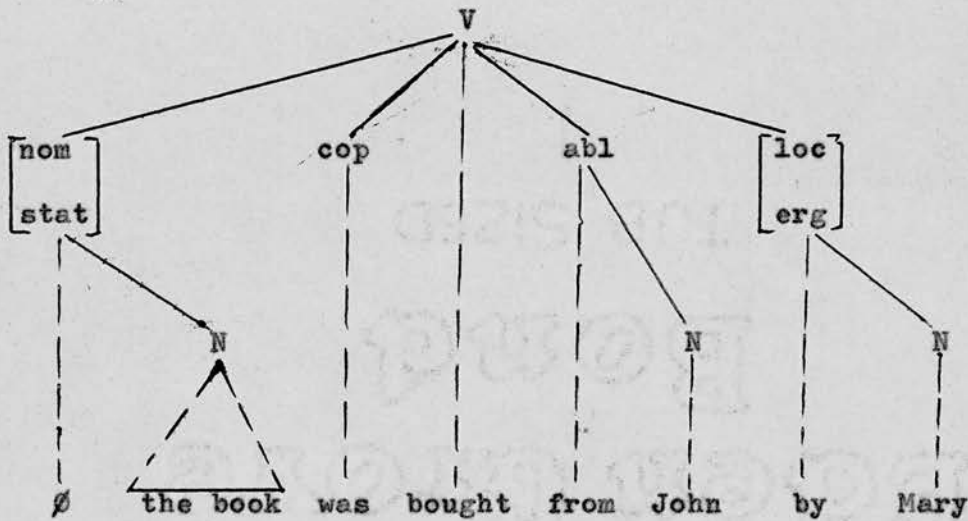 V
[nom cop abl [loc
stat] erg]
N N N
ø the book was bought from John by Mary